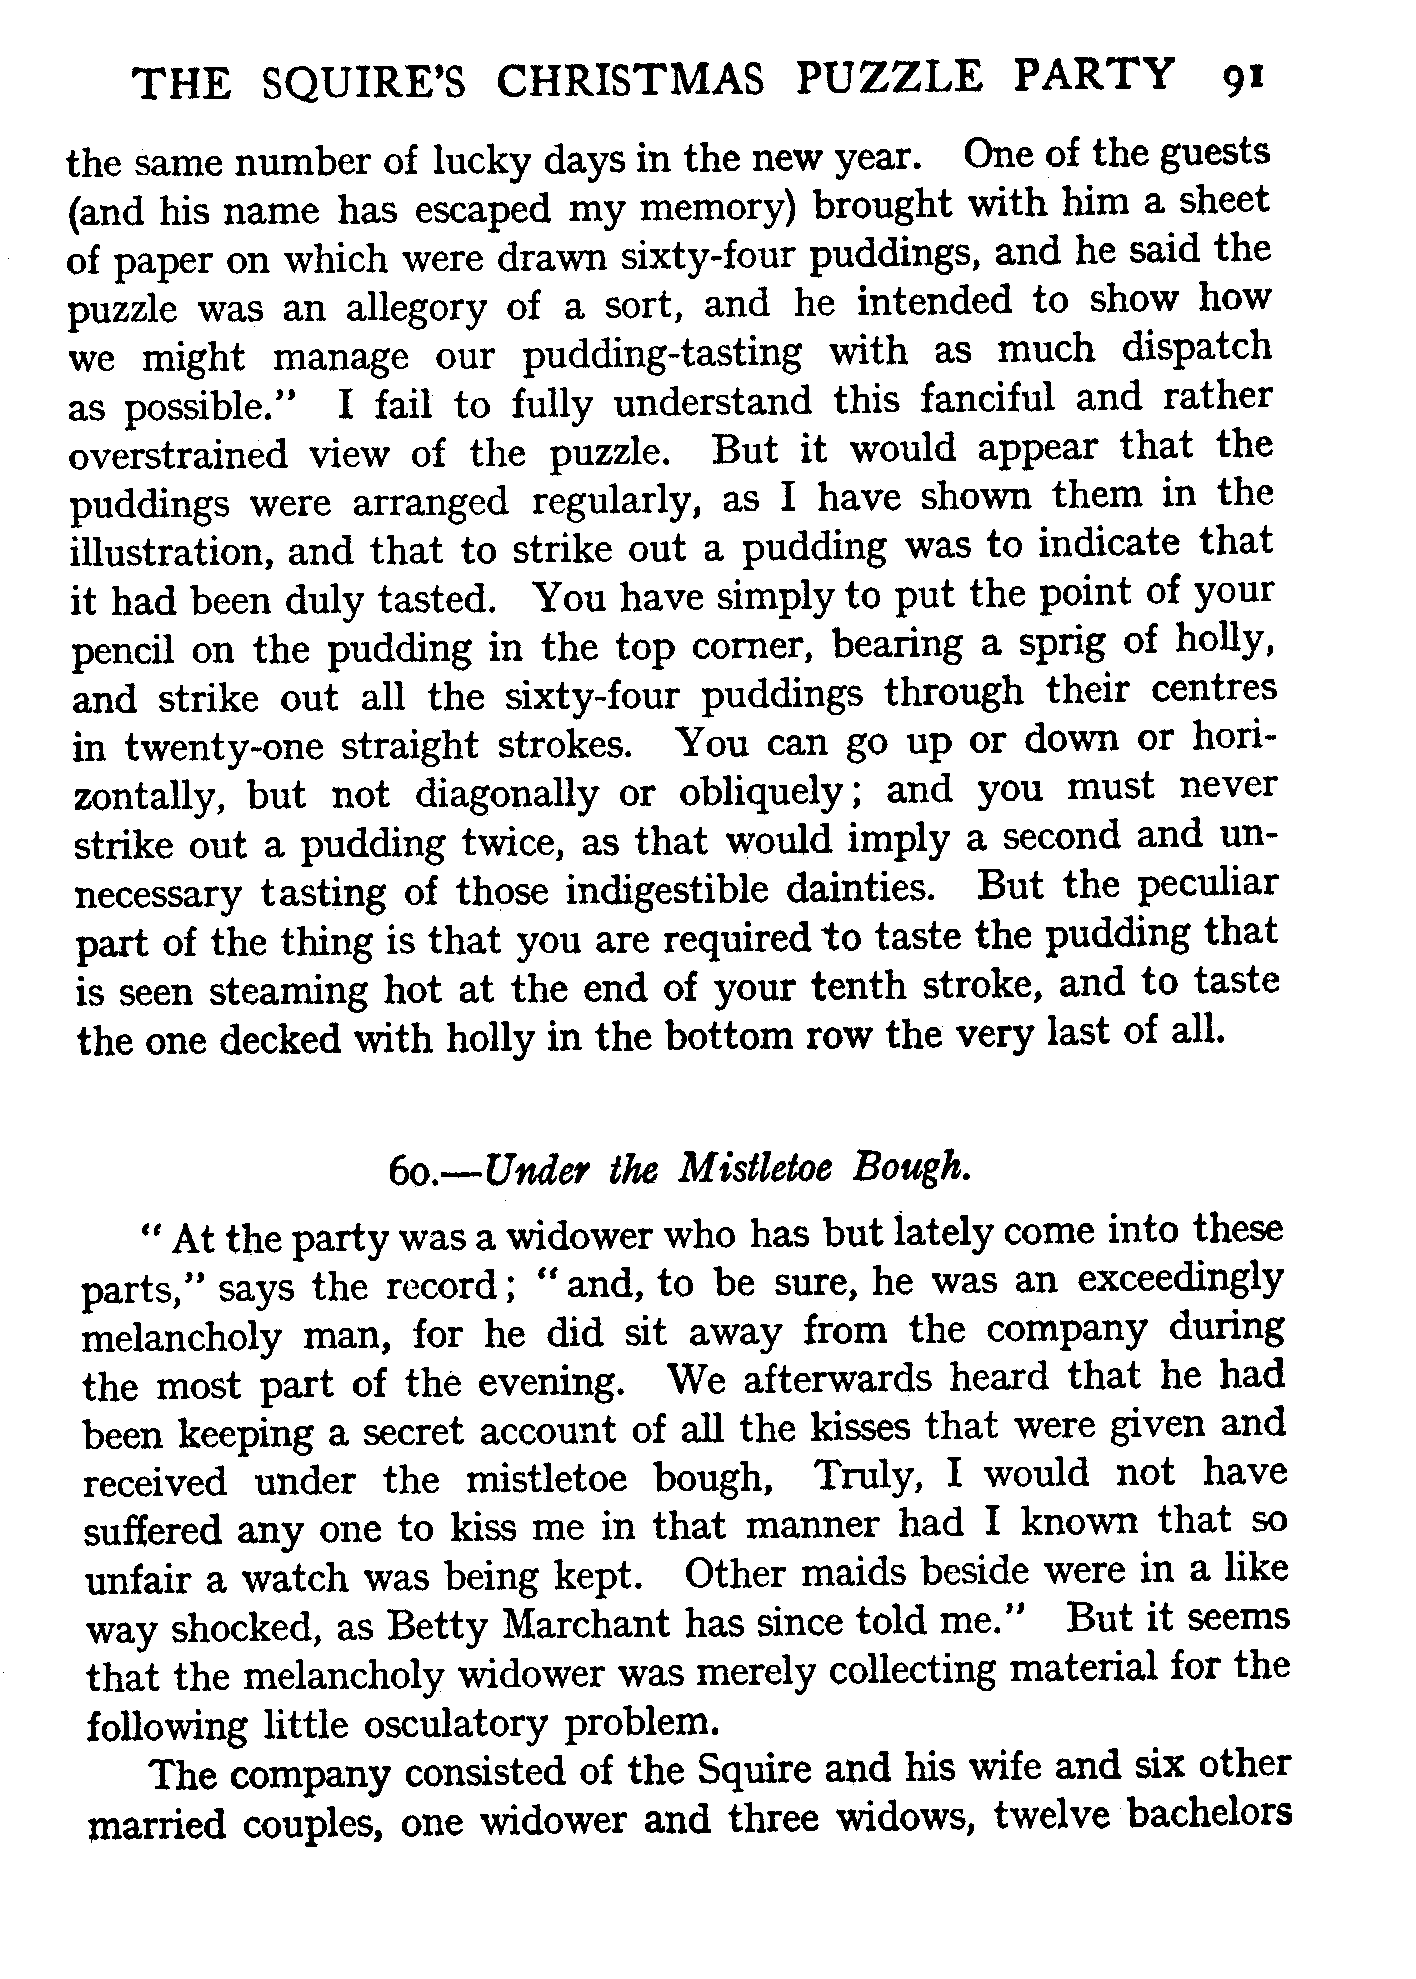 THE SQUIRE'S CHRISTMAS PUZZLE PARTY 91
the same number of lucky days in the new year. One of the guests
(and his name has escaped my memory) brought with him a sheet
of paper on which were drawn sixty-four puddings, and he said the
puzzle was an allegory of a sort, and he intended to show how
we might manage our pudding-tasting with as much dispatch
as possible." I fail to fully understand this fanciful and rather
overstrained view of the puzzle. But it would appear that the
puddings were arranged regularly, as I have shown them in the
illustration, and that to strike out a pudding was to indicate that
it had been duly tasted. You have simply to put the point of your
pencil on the pudding in the top corner, bearing a sprig of holly,
and strike out all the sixty-four puddings through their centres
in twenty-one straight strokes. You can go up or down or hori-
zontally, but not diagonally or obliquely; and you must never
strike out a pudding twice, as that would imply a second and un-
necessary tasting of those indigestible dainties. But the peculiar
part of the thing is that you are required to taste the pudding that
is seen steaming hot at the end of your tenth stroke, and to taste
the one decked with holly in the bottom row the very last of all.
60.—Under the Mistletoe Bough.
"At the party was a widower who has but lately come into these
parts," says the record; "and, to be sure, he was an exceedingly
melancholy man, for he did sit away from the company during
the most part of the evening. We afterwards heard that he had
been keeping a secret account of all the kisses that were given and
received under the mistletoe bough, Truly, I would not have
suffered any one to kiss me in that manner had I known that so
unfair a watch was being kept. Other maids beside were in a like
way shocked, as Betty Marchant has since told me." But it seems
that the melancholy widower was merely collecting material for the
following little osculatory problem.
The company consisted of the Squire and his wife and six other
married couples, one widower and three widows, twelve bachelors